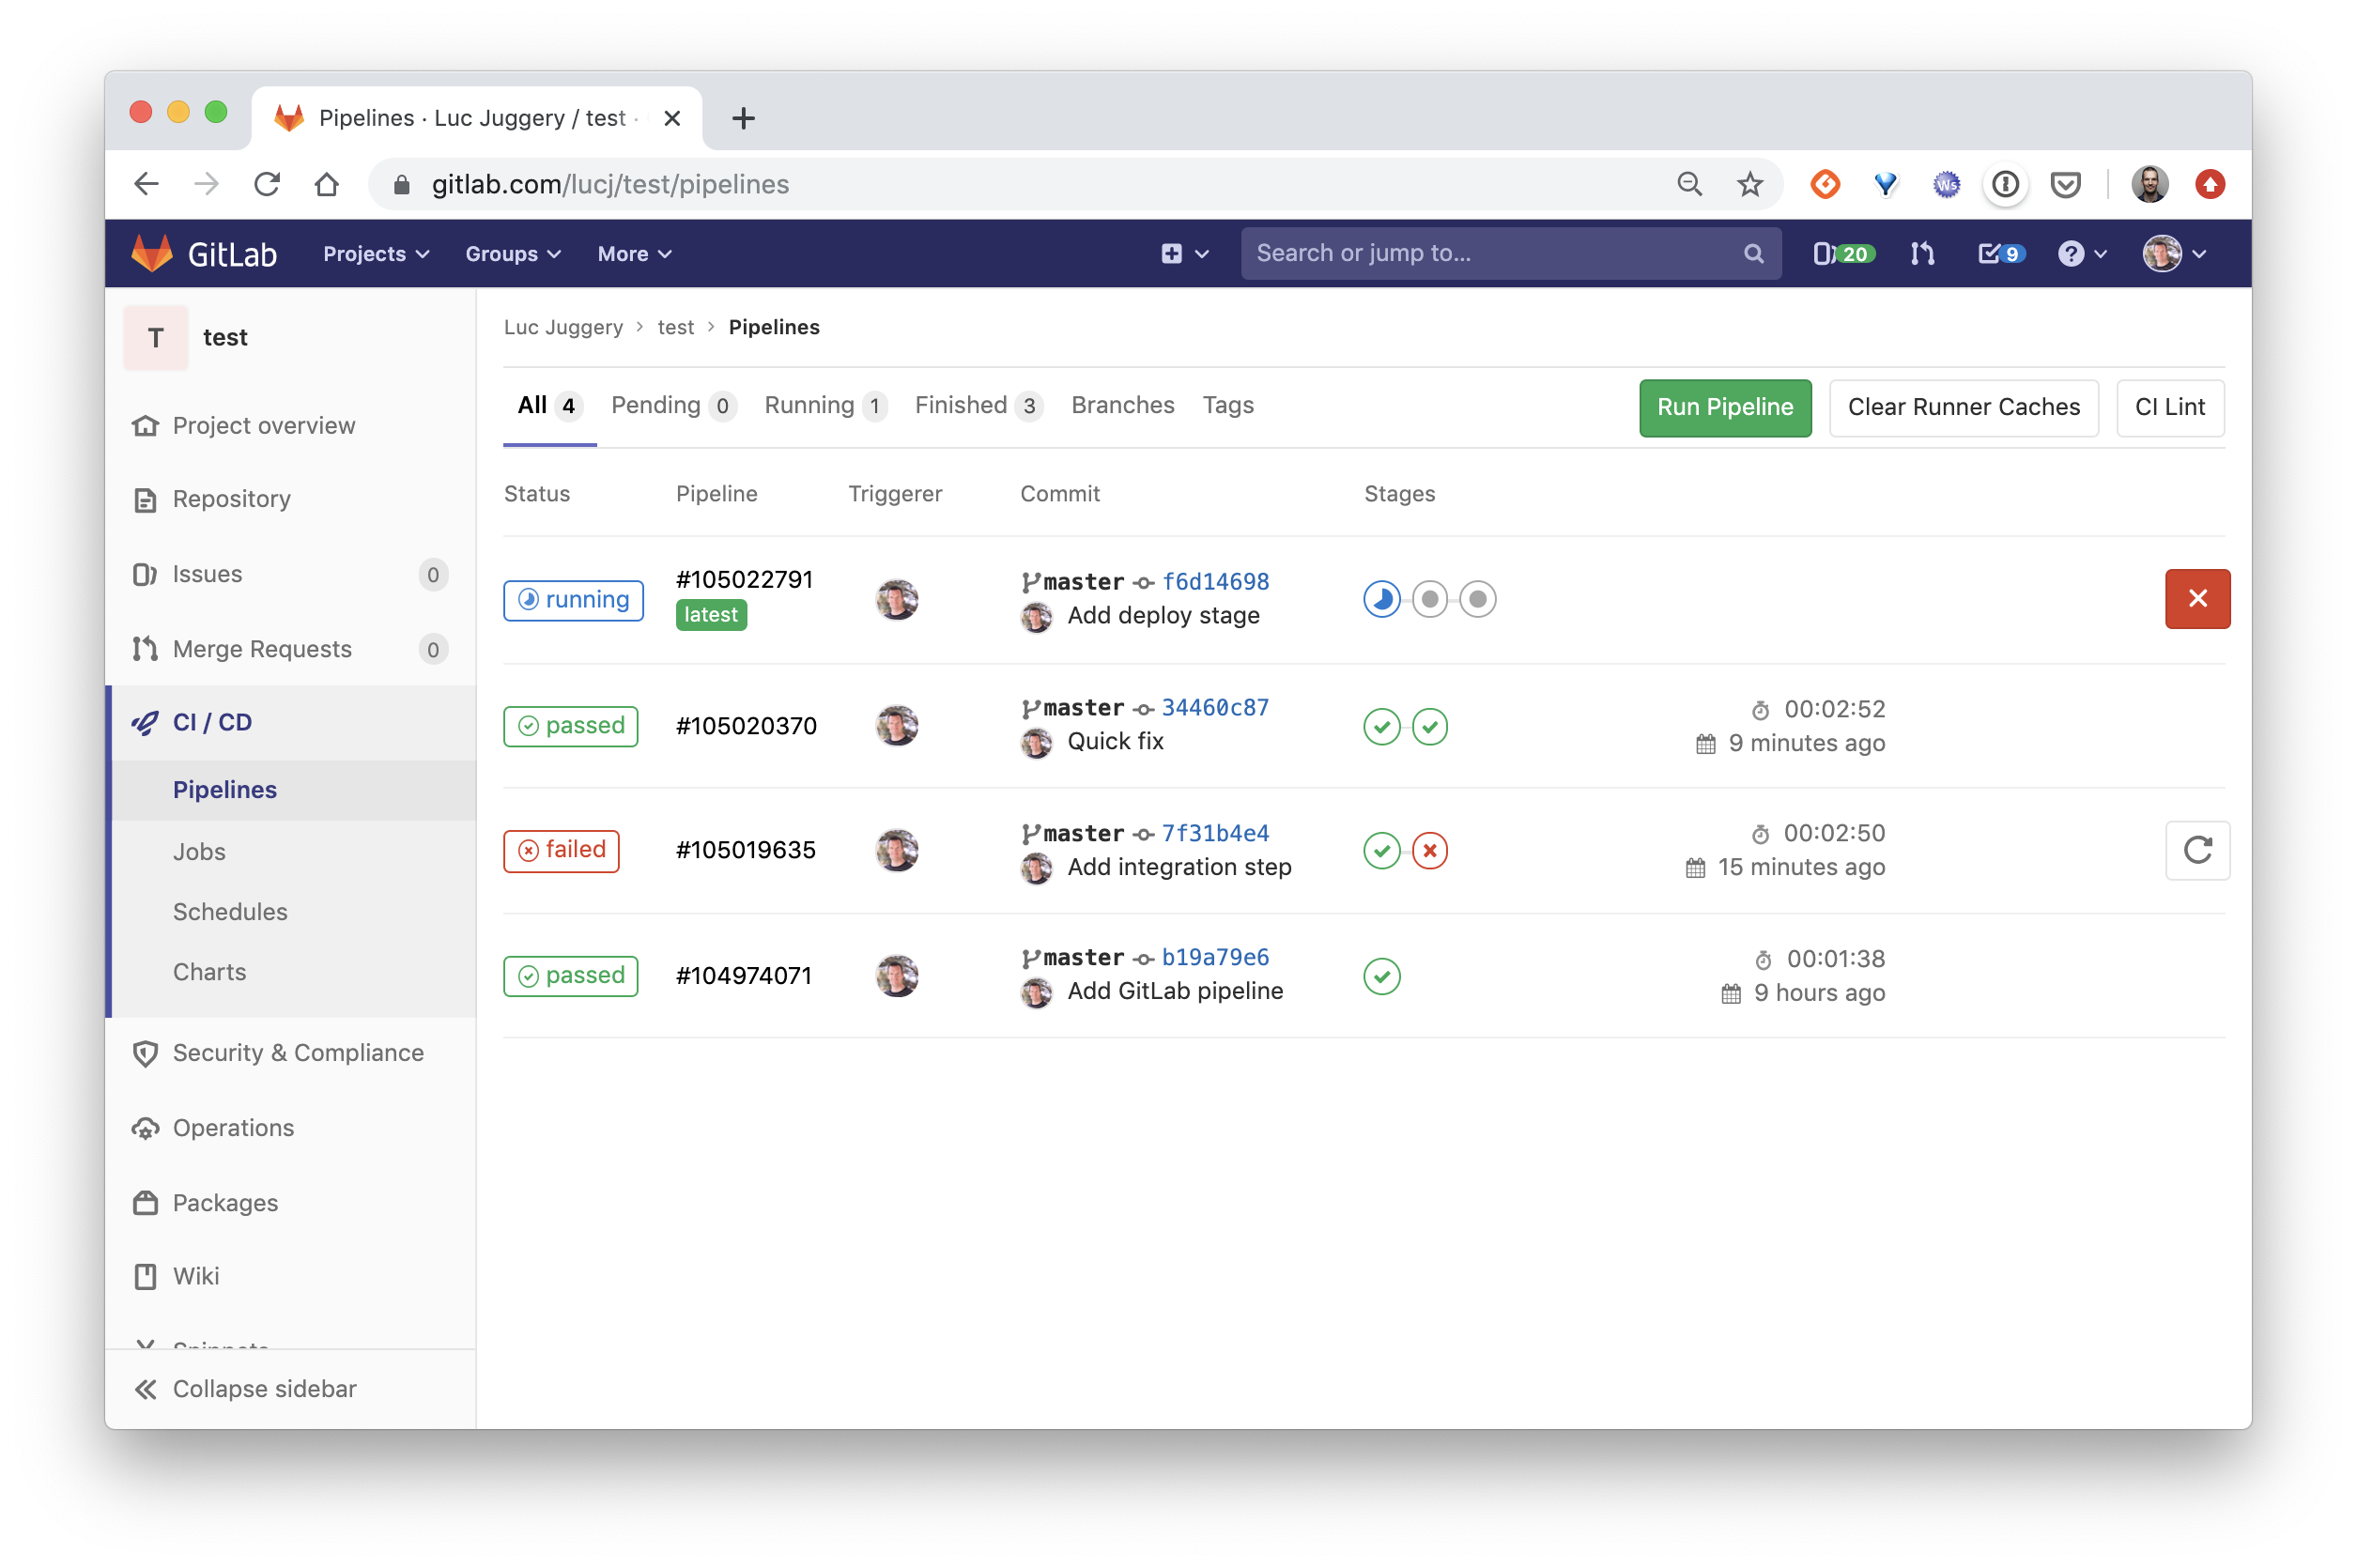 Pipelines · Luc Juggery / test ·
gitlab.com/lucj/test/pipelines
Ws
GitLab Projects Groups More Search or jump to... 20 9
T test
Project overview
Repository
Issues 0
Merge Requests 0
CI / CD
Pipelines
Jobs
Schedules
Charts
Security & Compliance
Operations
Packages
Wiki
Snippets
Collapse sidebar
Luc Juggery > test > Pipelines
All 4 Pending 0 Running 1 Finished 3 Branches Tags Run Pipeline Clear Runner Caches CI Lint
Status Pipeline Triggerer Commit Stages
running #105022791 master f6d14698
latest Add deploy stage
passed #105020370 master 34460c87 00:02:52
Quick fix 9 minutes ago
failed #105019635 master 7f31b4e4 00:02:50
Add integration step 15 minutes ago
passed #104974071 master b19a79e6 00:01:38
Add GitLab pipeline 9 hours ago